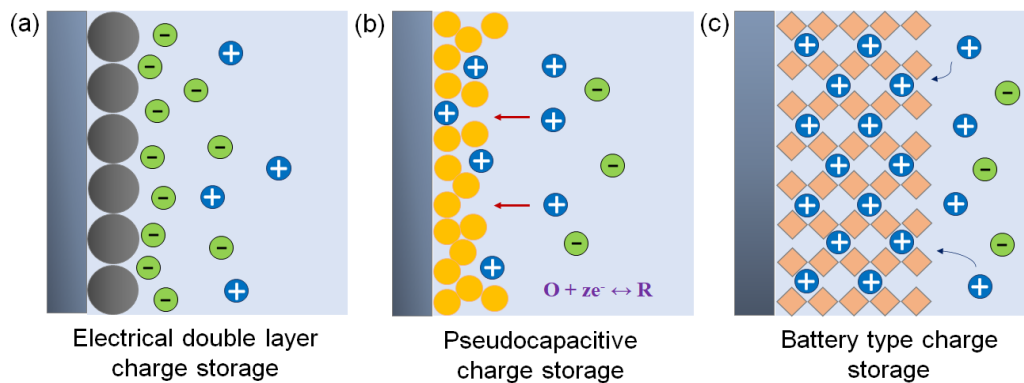 (a)
(b)
(c)
O + ze⁻ ↔ R
Electrical double layer
charge storage
Pseudocapacitive
charge storage
Battery type charge
storage